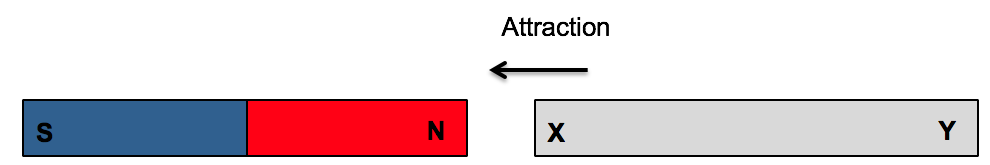 Attraction
S N X Y